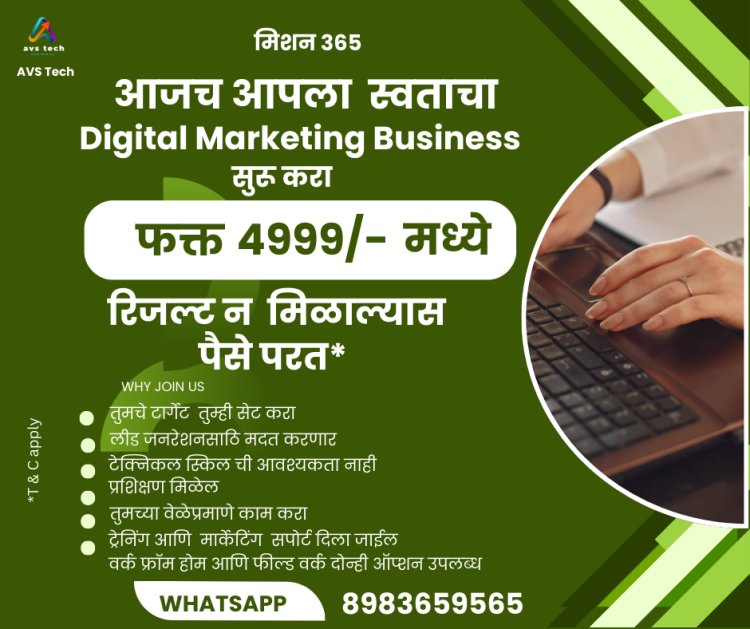 avs tech
AVS Tech
मिशन 365
आजच आपला स्वताचा
Digital Marketing Business
सुरू करा
फक्त 4999/- मध्ये
रिजल्ट न मिळाल्यास
पैसे परत*
WHY JOIN US
तुमचे टार्गेट तुम्ही सेट करा
लीड जनरेशनसाठि मदत करणार
टेक्निकल स्किल ची आवश्यकता नाही
प्रशिक्षण मिळेल
तुमच्या वेळेप्रमाणे काम करा
ट्रेनिंग आणि मार्केटिंग सपोर्ट दिला जाईल
वर्क फ्रॉम होम आणि फील्ड वर्क दोन्ही ऑप्शन उपलब्ध
*T & C apply
WHATSAPP 8983659565